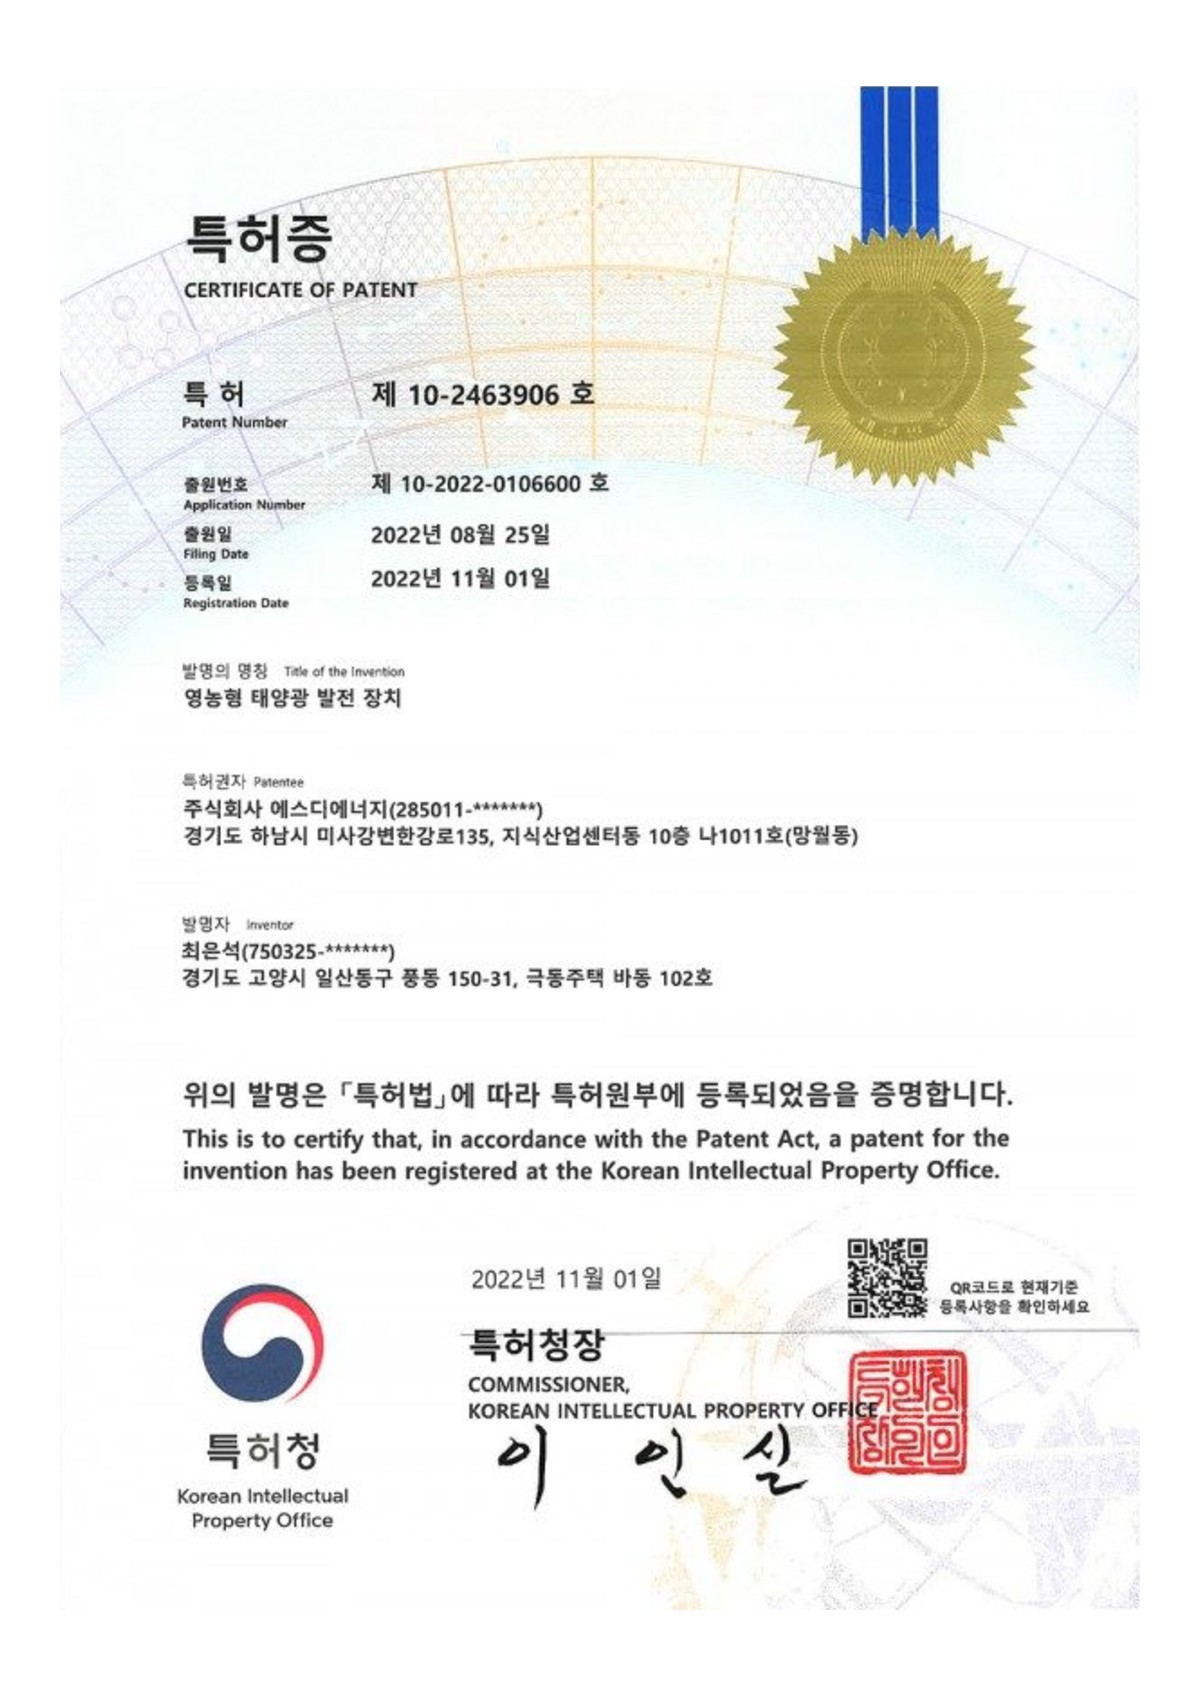 특허증
CERTIFICATE OF PATENT
특 허 제 10-2463906 호
Patent Number
출원번호 제 10-2022-0106600 호
Application Number
출원일 2022년 08월 25일
Filing Date
등록일 2022년 11월 01일
Registration Date
발명의 명칭 Title of the Invention
영농형 태양광 발전 장치
특허권자 Patentee
주식회사 에스디에너지(285011-*******)
경기도 하남시 미사강변한강로135, 지식산업센터동 10층 나1011호(망월동)
발명자 Inventor
최은석(750325-*******)
경기도 고양시 일산동구 풍동 150-31, 극동주택 바동 102호
위의 발명은 「특허법」에 따라 특허원부에 등록되었음을 증명합니다.
This is to certify that, in accordance with the Patent Act, a patent for the
invention has been registered at the Korean Intellectual Property Office.
2022년 11월 01일
QR코드로 현재기준
등록사항을 확인하세요
특허청장
COMMISSIONER,
KOREAN INTELLECTUAL PROPERTY OFFICE
이 인 실
특허청
Korean Intellectual
Property Office